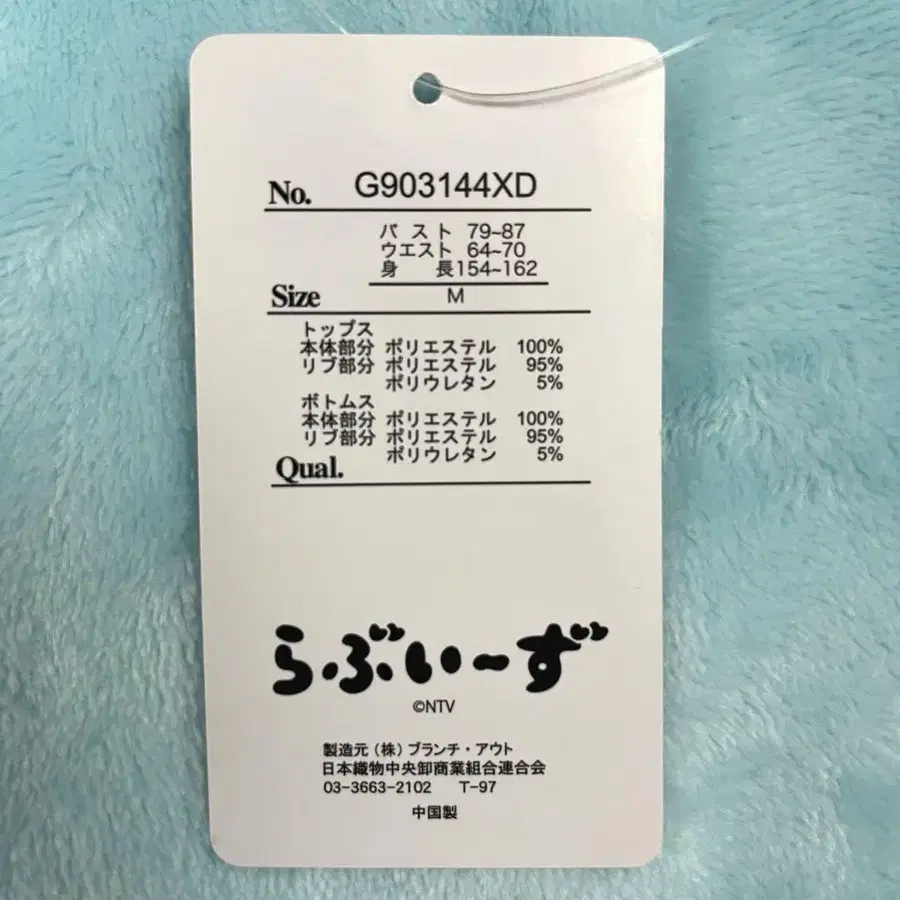 No. G903144XD
バスト 79~87
ウエスト 64~70
身 長 154~162
Size M
トップス
本体部分 ポリエステル 100%
リブ部分 ポリエステル 95%
ポリウレタン 5%
ボトムス
本体部分 ポリエステル 100%
リブ部分 ポリエステル 95%
ポリウレタン 5%
Qual.
らぶいーず
©NTV
製造元 (株) ブランチ・アウト
日本織物中央卸商業組合連合会
03-3663-2102 T-97
中国製